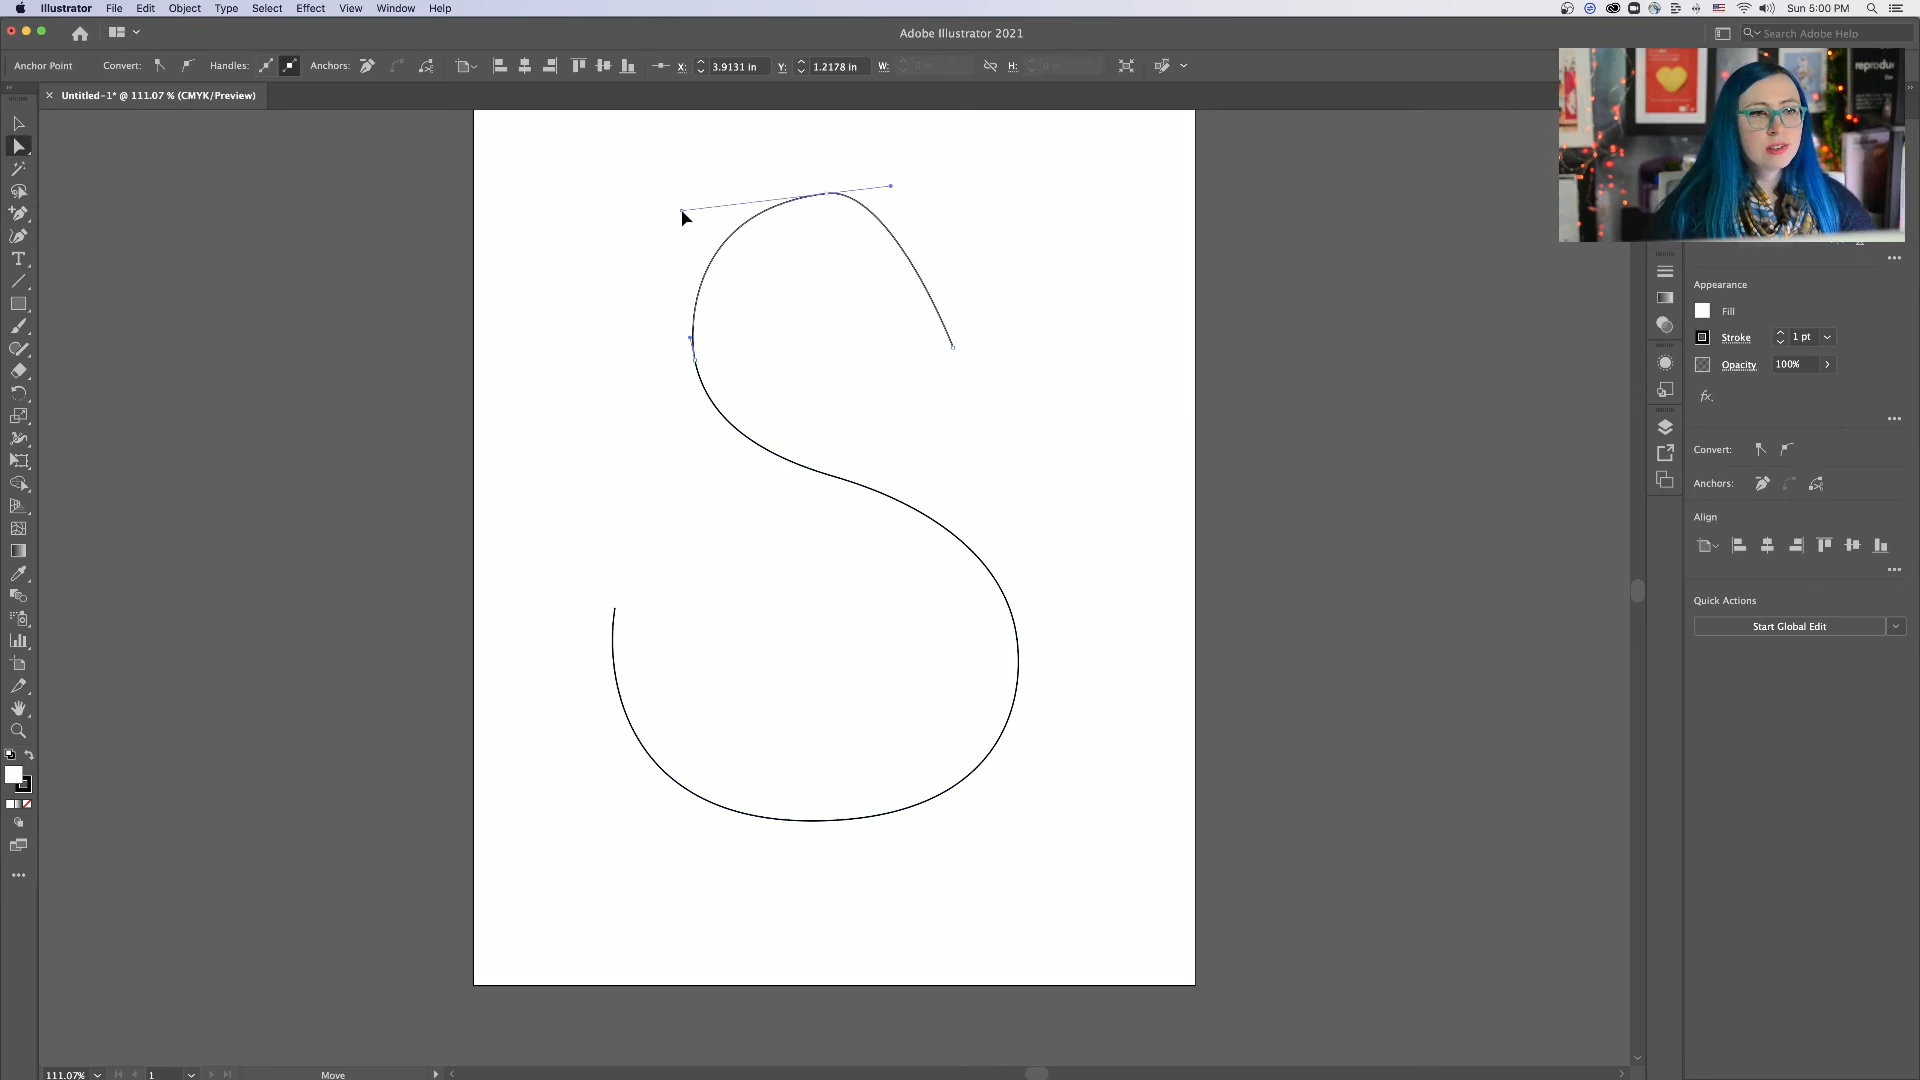 Illustrator File Edit Object Type Select Effect View Window Help
Sun 5:00 PM
Adobe Illustrator 2021
Search Adobe Help
Anchor Point Convert: Handles: Anchors: X: 3.9131 in Y: 1.2178 in W: 0 in H: 0 in
Untitled-1* @ 111.07 % (CMYK/Preview)
Appearance
Fill
Stroke 1 pt
Opacity 100%
fx.
Convert:
Anchors:
Align
Quick Actions
Start Global Edit
111.07% 1 Move